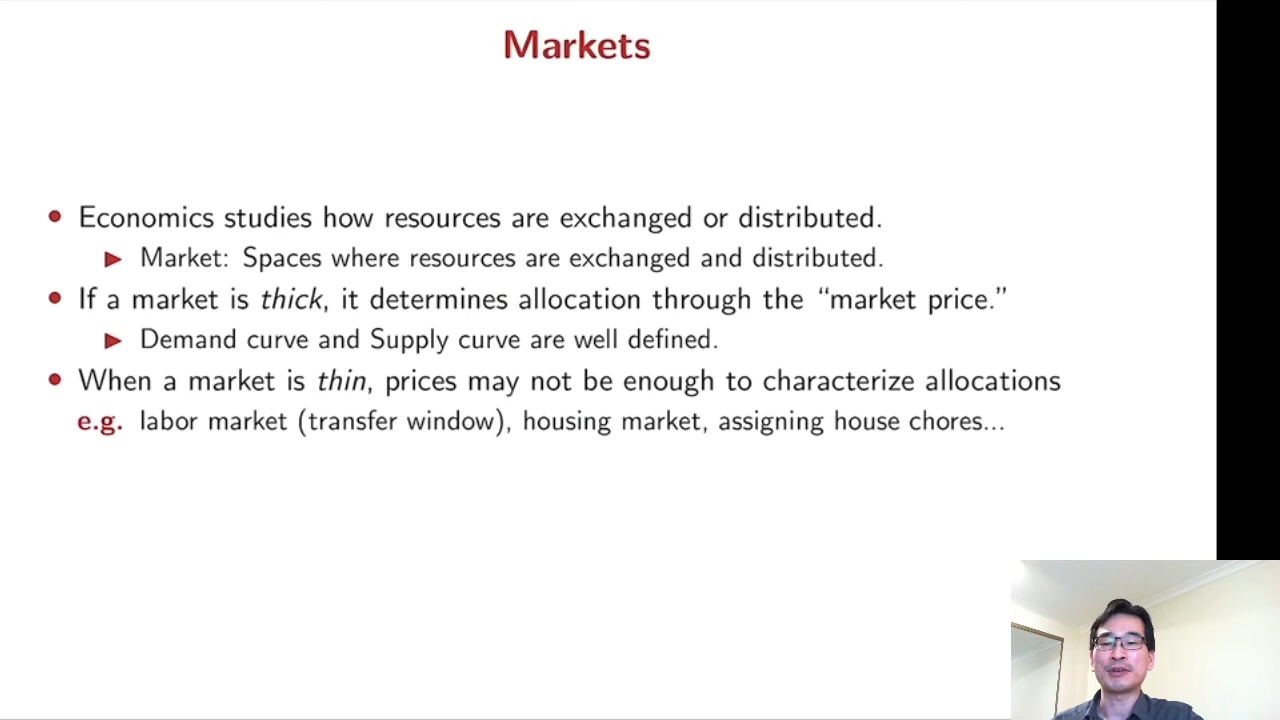 Markets
• Economics studies how resources are exchanged or distributed.
▶ Market: Spaces where resources are exchanged and distributed.
• If a market is thick, it determines allocation through the “market price.”
▶ Demand curve and Supply curve are well defined.
• When a market is thin, prices may not be enough to characterize allocations
e.g. labor market (transfer window), housing market, assigning house chores...